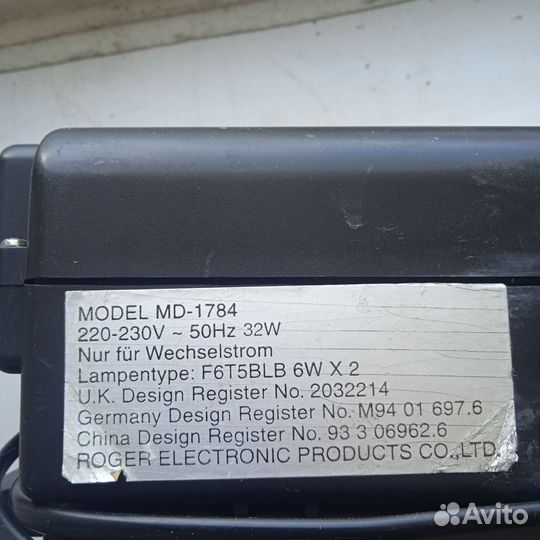 MODEL MD-1784
220-230V ~ 50Hz 32W
Nur für Wechselstrom
Lampentype: F6T5BLB 6W X 2
U.K. Design Register No. 2032214
Germany Design Register No. M94 01 697.6
China Design Register No. 93 3 06962.6
ROGER ELECTRONIC PRODUCTS CO.,LTD.
Avito